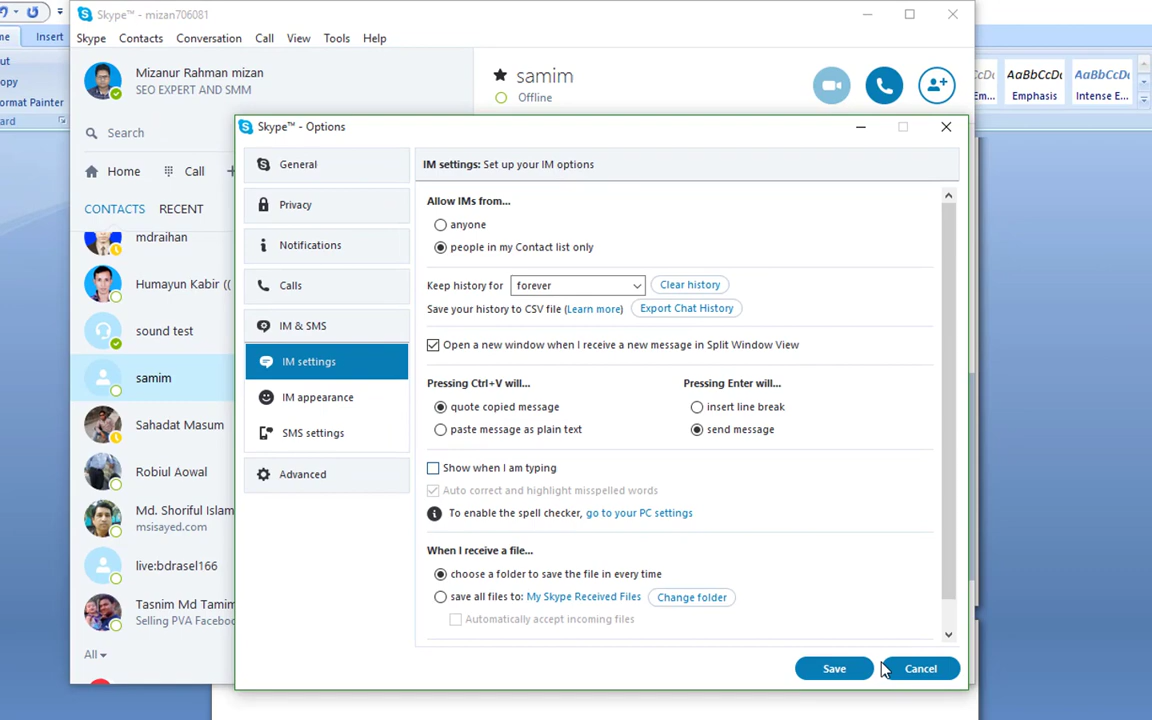 Skype™ - mizan706081
Insert
Skype Contacts Conversation Call View Tools Help
Format Painter
Mizanur Rahman mizan
SEO EXPERT AND SMM
samim
Offline
AaBbCcDc AaBbCcDc
Em... Emphasis Intense E...
Search
Home Call
CONTACTS RECENT
mdraihan
Humayun Kabir ((
sound test
samim
Sahadat Masum
Robiul Aowal
Md. Shoriful Islam
msisayed.com
live:bdrasel166
Tasnim Md Tamim
Selling PVA Facebo
All
Skype™ - Options
General
Privacy
Notifications
Calls
IM & SMS
IM settings
IM appearance
SMS settings
Advanced
IM settings: Set up your IM options
Allow IMs from...
anyone
people in my Contact list only
Keep history for forever Clear history
Save your history to CSV file (Learn more) Export Chat History
Open a new window when I receive a new message in Split Window View
Pressing Ctrl+V will... Pressing Enter will...
quote copied message insert line break
paste message as plain text send message
Show when I am typing
Auto correct and highlight misspelled words
To enable the spell checker, go to your PC settings
When I receive a file...
choose a folder to save the file in every time
save all files to: My Skype Received Files Change folder
Automatically accept incoming files
Save Cancel